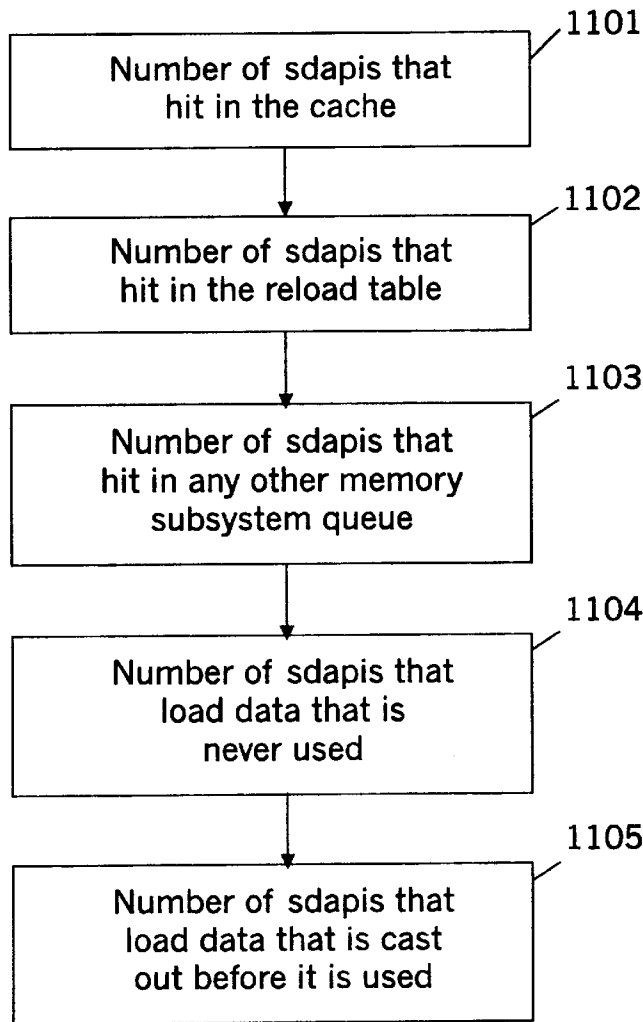 1101
Number of sdapis that
hit in the cache
1102
Number of sdapis that
hit in the reload table
1103
Number of sdapis that
hit in any other memory
subsystem queue
1104
Number of sdapis that
load data that is
never used
1105
Number of sdapis that
load data that is cast
out before it is used